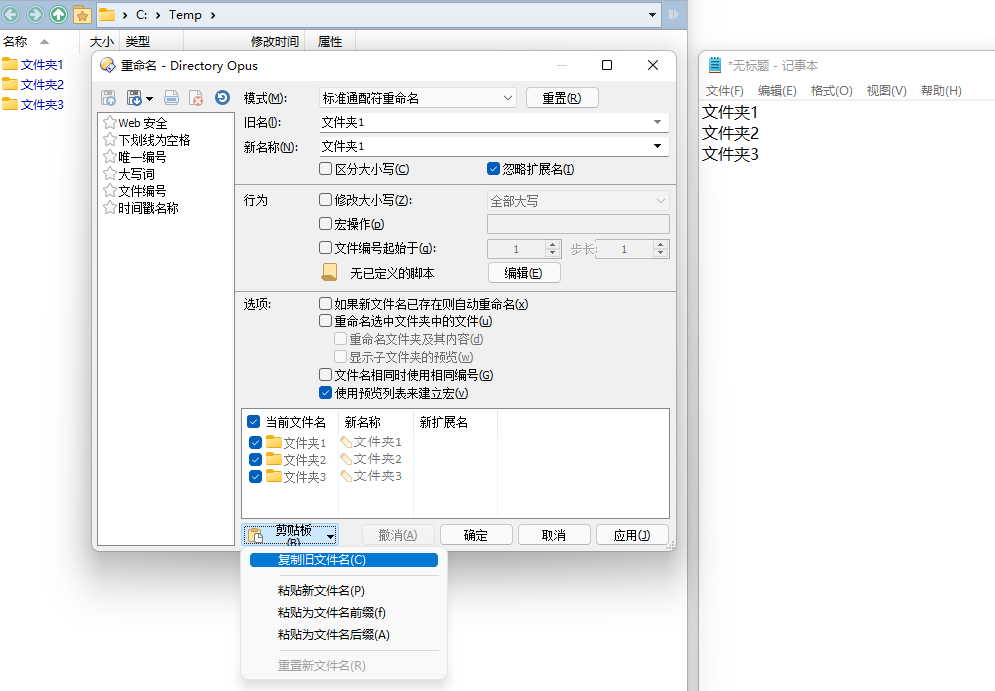 C: Temp
名称 大小 类型 修改时间 属性
文件夹1
文件夹2
文件夹3
重命名 - Directory Opus
模式(M): 标准通配符重命名 重置(R)
旧名(I): 文件夹1
新名称(N): 文件夹1
区分大小写(C) 忽略扩展名(I)
Web 安全
下划线为空格
唯一编号
大写词
文件编号
时间戳名称
行为 修改大小写(Z): 全部大写
宏操作(p)
文件编号起始于(g): 1 步长: 1
无已定义的脚本 编辑(E)
选项: 如果新文件名已存在则自动重命名(x)
重命名选中文件夹中的文件(u)
重命名文件夹及其内容(d)
显示子文件夹的预览(w)
文件名相同时使用相同编号(G)
使用预览列表来建立宏(v)
当前文件名 新名称 新扩展名
文件夹1 文件夹1
文件夹2 文件夹2
文件夹3 文件夹3
剪贴板
(B) 撤消(A) 确定 取消 应用(J)
复制旧文件名(C)
粘贴新文件名(P)
粘贴为文件名前缀(f)
粘贴为文件名后缀(A)
重置新文件名(R)
*无标题 - 记事本
文件(F) 编辑(E) 格式(O) 视图(V) 帮助(H)
文件夹1
文件夹2
文件夹3